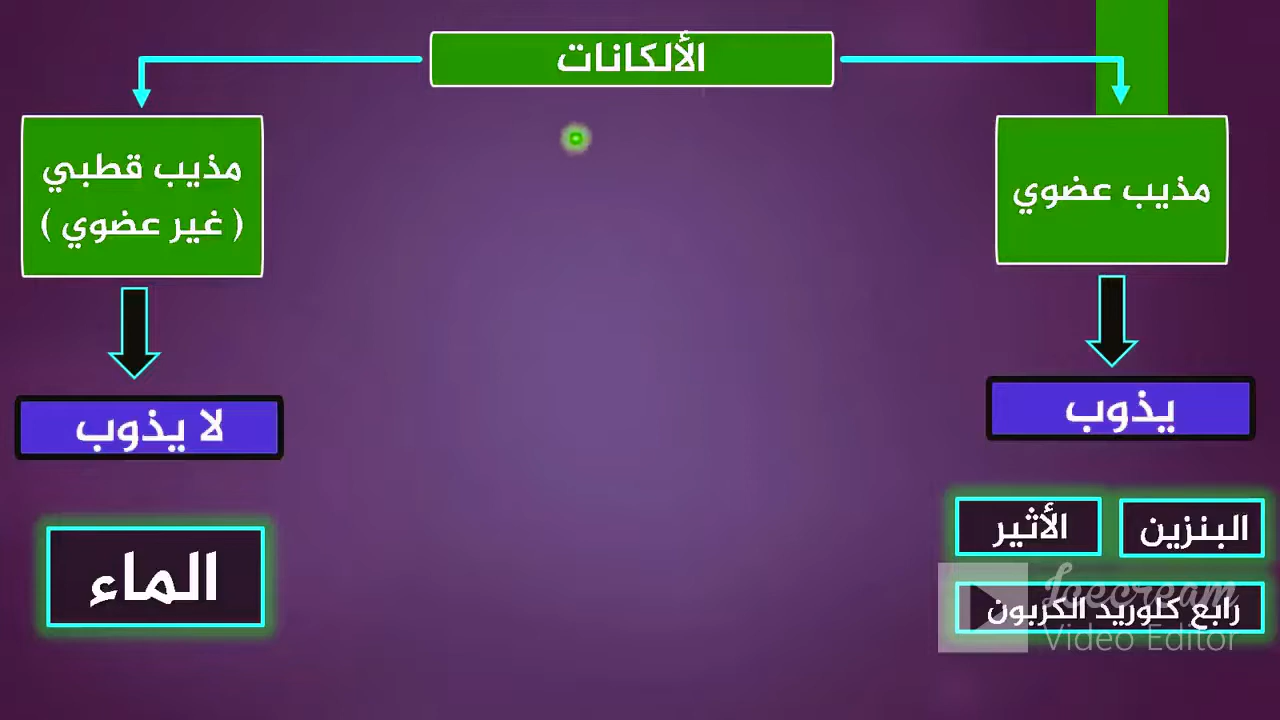 الألكانات
مذيب عضوي
مذيب قطبي
( غير عضوي )
يذوب
لا يذوب
البنزين
الأثير
رابع كلوريد الكربون
الماء
Icecream
Video Editor